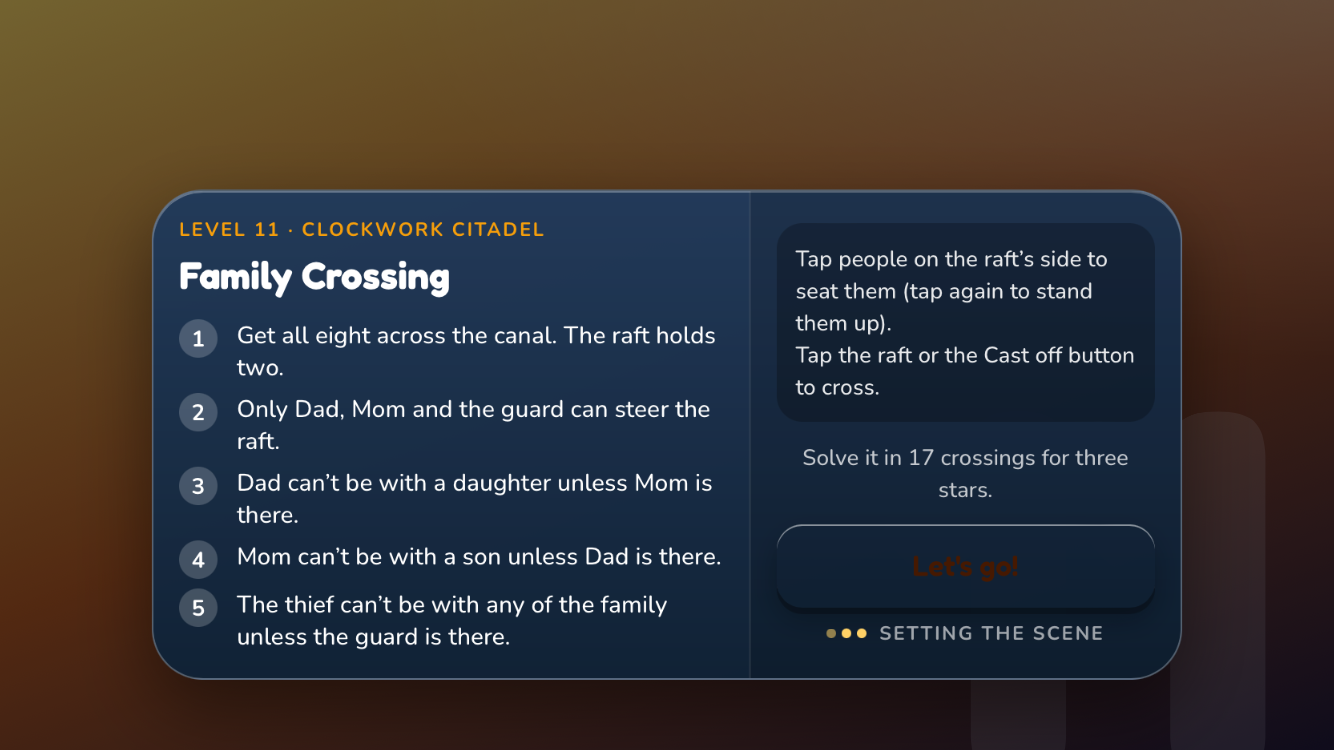 LEVEL 11 · CLOCKWORK CITADEL
Family Crossing
1 Get all eight across the canal. The raft holds
two.
2 Only Dad, Mom and the guard can steer the
raft.
3 Dad can’t be with a daughter unless Mom is
there.
4 Mom can’t be with a son unless Dad is there.
5 The thief can’t be with any of the family
unless the guard is there.
Tap people on the raft’s side to
seat them (tap again to stand
them up).
Tap the raft or the Cast off button
to cross.
Solve it in 17 crossings for three
stars.
Let’s go!
SETTING THE SCENE